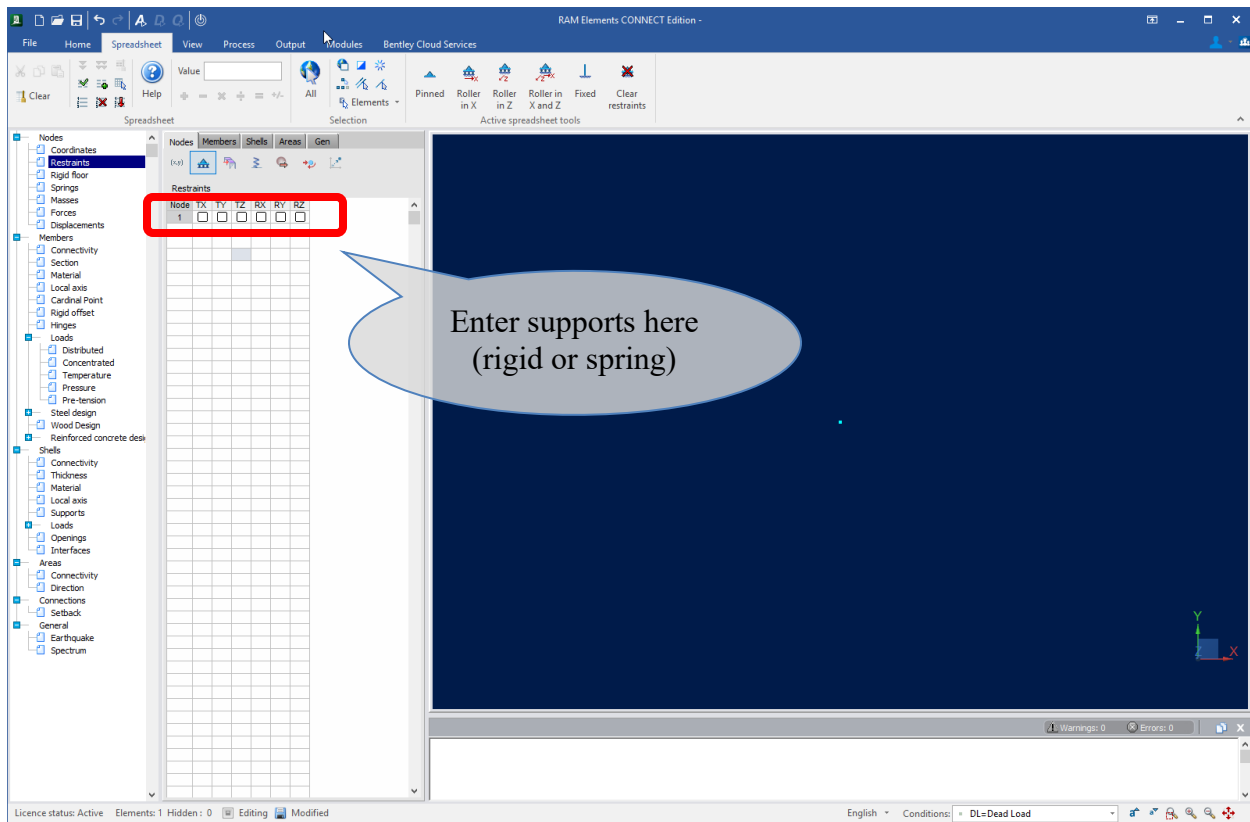 RAM Elements CONNECT Edition -
File Home Spreadsheet View Process Output Modules Bentley Cloud Services
Clear
Help
Value
All
Elements
Pinned
Roller in X
Roller in Z
Roller in X and Z
Fixed
Clear restraints
Spreadsheet
Selection
Active spreadsheet tools
Nodes
Coordinates
Restraints
Rigid floor
Springs
Masses
Forces
Displacements
Members
Connectivity
Section
Material
Local axis
Cardinal Point
Rigid offset
Hinges
Loads
Distributed
Concentrated
Temperature
Pressure
Pre-tension
Steel design
Wood Design
Reinforced concrete desi
Shells
Connectivity
Thickness
Material
Local axis
Supports
Loads
Openings
Interfaces
Areas
Connectivity
Direction
Connections
Setback
General
Earthquake
Spectrum
Nodes Members Shells Areas Gen
(x,y)
Restraints
Node TX TY TZ RX RY RZ
1
Enter supports here
(rigid or spring)
Y
Z X
Warnings: 0 Errors: 0
Licence status: Active Elements: 1 Hidden : 0 Editing Modified
English Conditions: DL=Dead Load